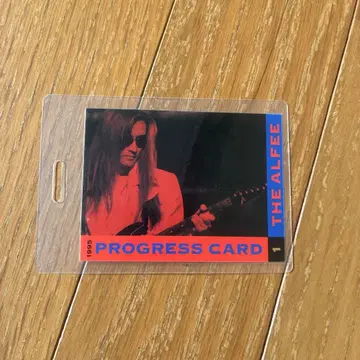 1995
PROGRESS CARD
1
THE ALFEE